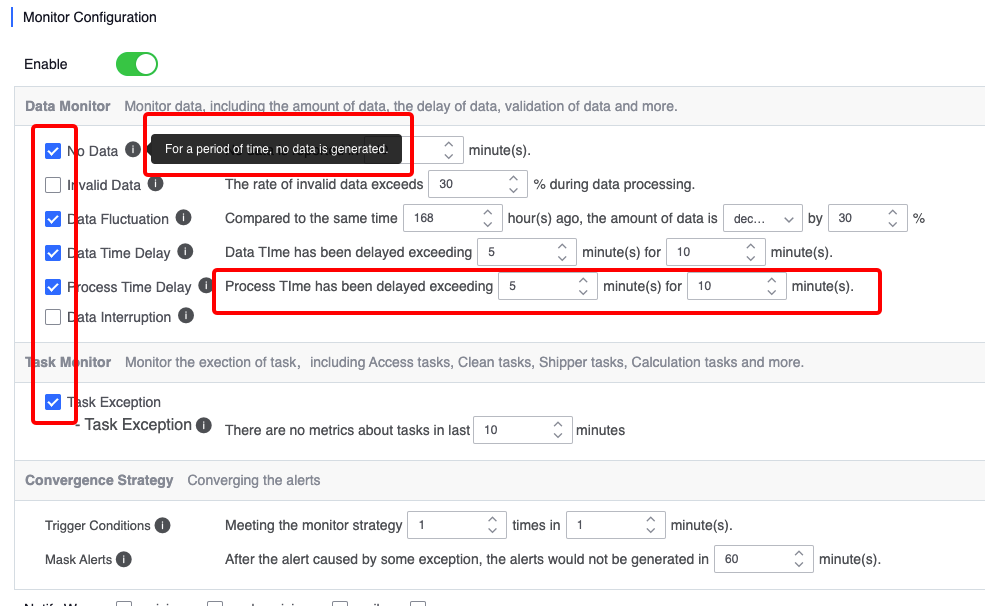 Monitor Configuration
Enable
Data Monitor Monitor data, including the amount of data, the delay of data, validation of data and more.
No Data For a period of time, no data is generated. minute(s).
Invalid Data The rate of invalid data exceeds 30 % during data processing.
Data Fluctuation Compared to the same time 168 hour(s) ago, the amount of data is dec... by 30 %
Data Time Delay Data TIme has been delayed exceeding 5 minute(s) for 10 minute(s).
Process Time Delay Process TIme has been delayed exceeding 5 minute(s) for 10 minute(s).
Data Interruption
Task Monitor Monitor the exection of task, including Access tasks, Clean tasks, Shipper tasks, Calculation tasks and more.
Task Exception
- Task Exception There are no metrics about tasks in last 10 minutes
Convergence Strategy Converging the alerts
Trigger Conditions Meeting the monitor strategy 1 times in 1 minute(s).
Mask Alerts After the alert caused by some exception, the alerts would not be generated in 60 minute(s).